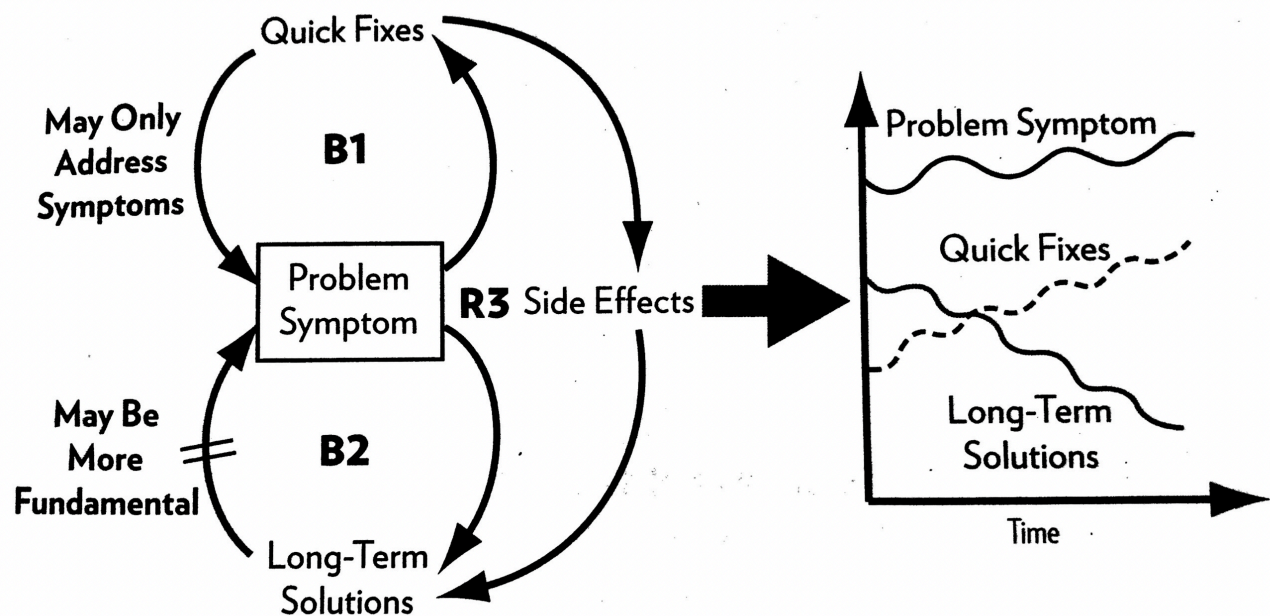 Quick Fixes
May Only
Address
Symptoms
B1
Problem
Symptom
R3 Side Effects
May Be
More
Fundamental
B2
Long-Term
Solutions
Problem Symptom
Quick Fixes
Long-Term
Solutions
Time